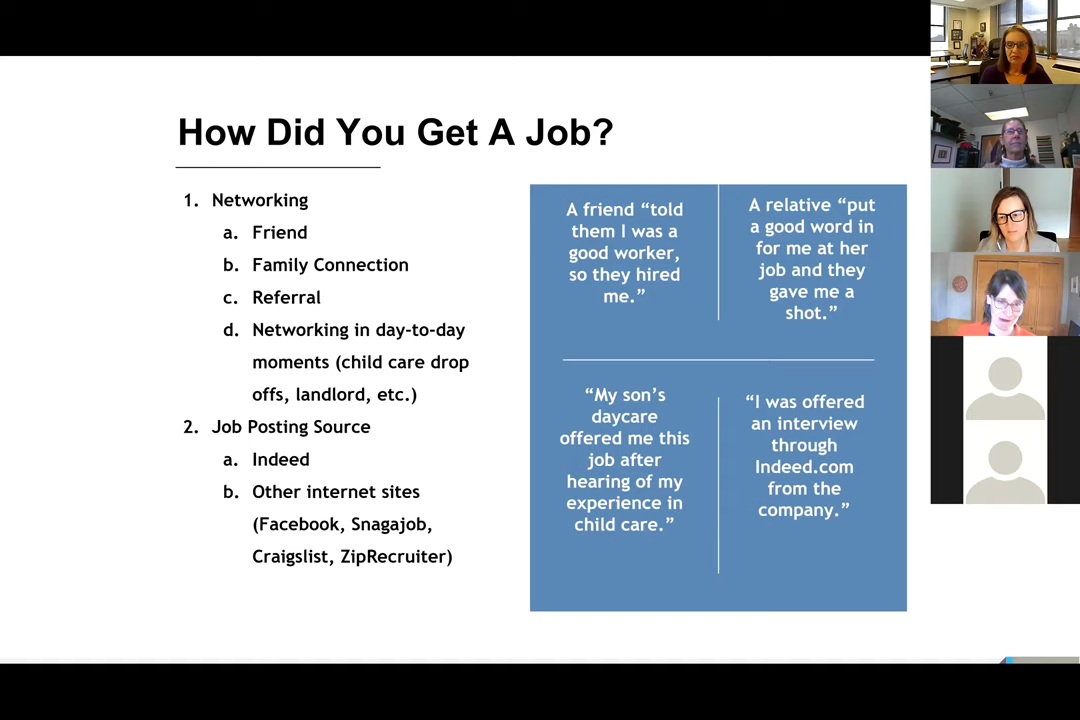 How Did You Get A Job?
1. Networking
a. Friend
b. Family Connection
c. Referral
d. Networking in day-to-day
moments (child care drop
offs, landlord, etc.)
2. Job Posting Source
a. Indeed
b. Other internet sites
(Facebook, Snagajob,
Craigslist, ZipRecruiter)
A friend “told
them I was a
good worker,
so they hired
me.”
A relative “put
a good word in
for me at her
job and they
gave me a
shot.”
“My son’s
daycare
offered me this
job after
hearing of my
experience in
child care.”
“I was offered
an interview
through
Indeed.com
from the
company.”